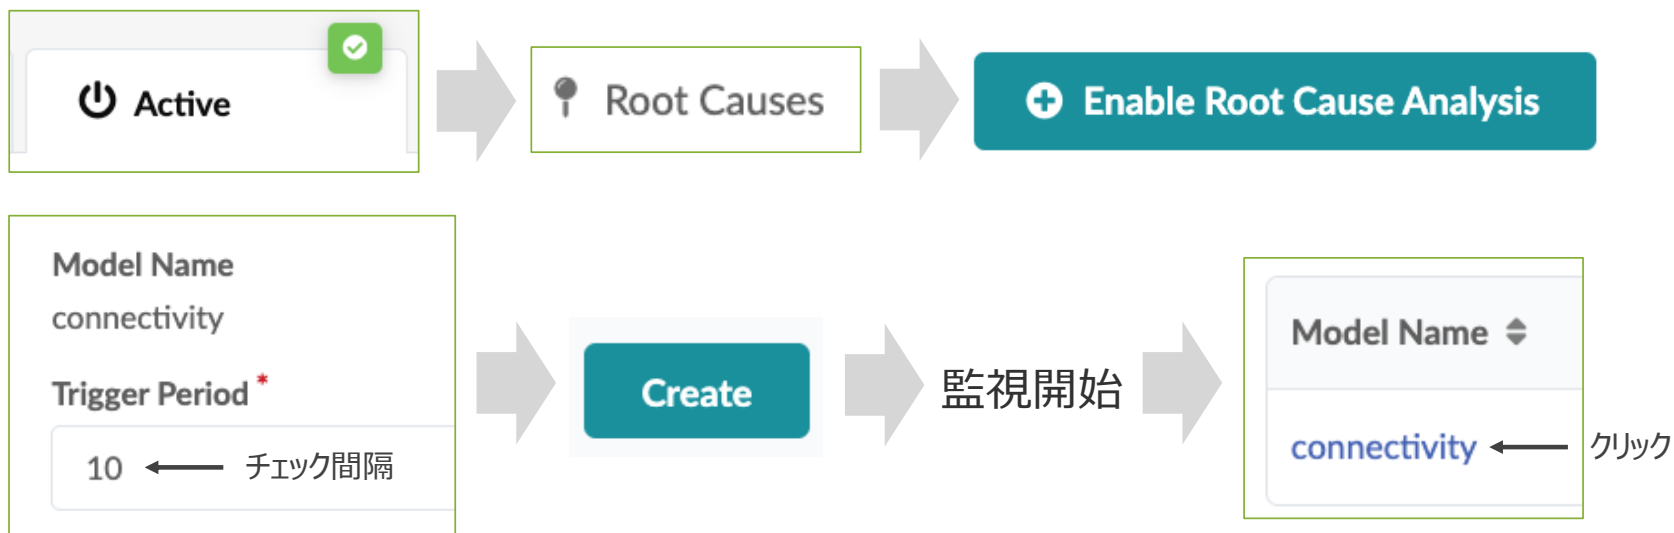 Active
Root Causes
Enable Root Cause Analysis
Model Name
connectivity
Trigger Period *
10
チェック間隔
Create
監視開始
Model Name
connectivity
クリック